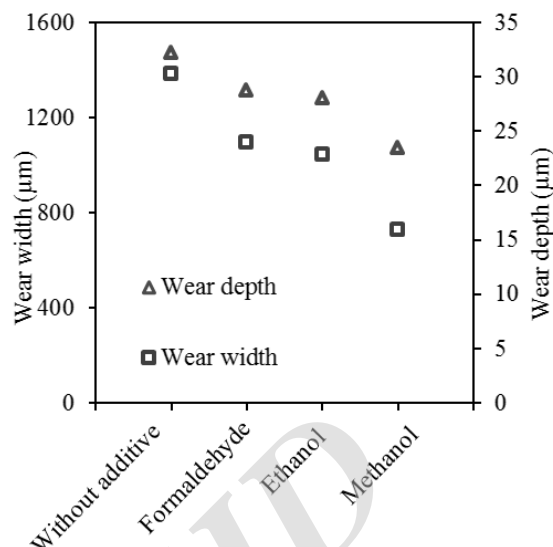 1600
1200
800
400
0
Wear width (µm)
35
30
25
20
15
10
5
0
Wear depth (µm)
Wear depth
Wear width
Without additive
Formaldehyde
Ethanol
Methanol